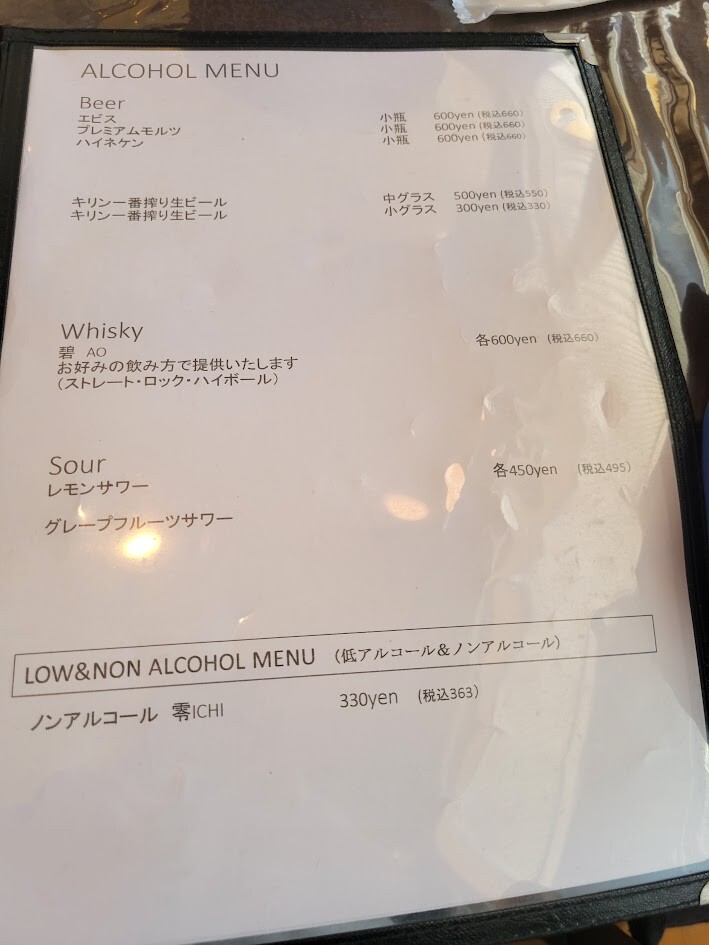 ALCOHOL MENU
Beer
エビス 小瓶 600yen (税込660)
プレミアムモルツ 小瓶 600yen (税込660)
ハイネケン 小瓶 600yen (税込660)
キリン一番搾り生ビール 中グラス 500yen (税込550)
キリン一番搾り生ビール 小グラス 300yen (税込330)
Whisky 各600yen (税込660)
碧 AO
お好みの飲み方で提供いたします
(ストレート・ロック・ハイボール)
Sour 各450yen (税込495)
レモンサワー
グレープフルーツサワー
LOW&NON ALCOHOL MENU (低アルコール&ノンアルコール)
ノンアルコール 零ICHI 330yen (税込363)